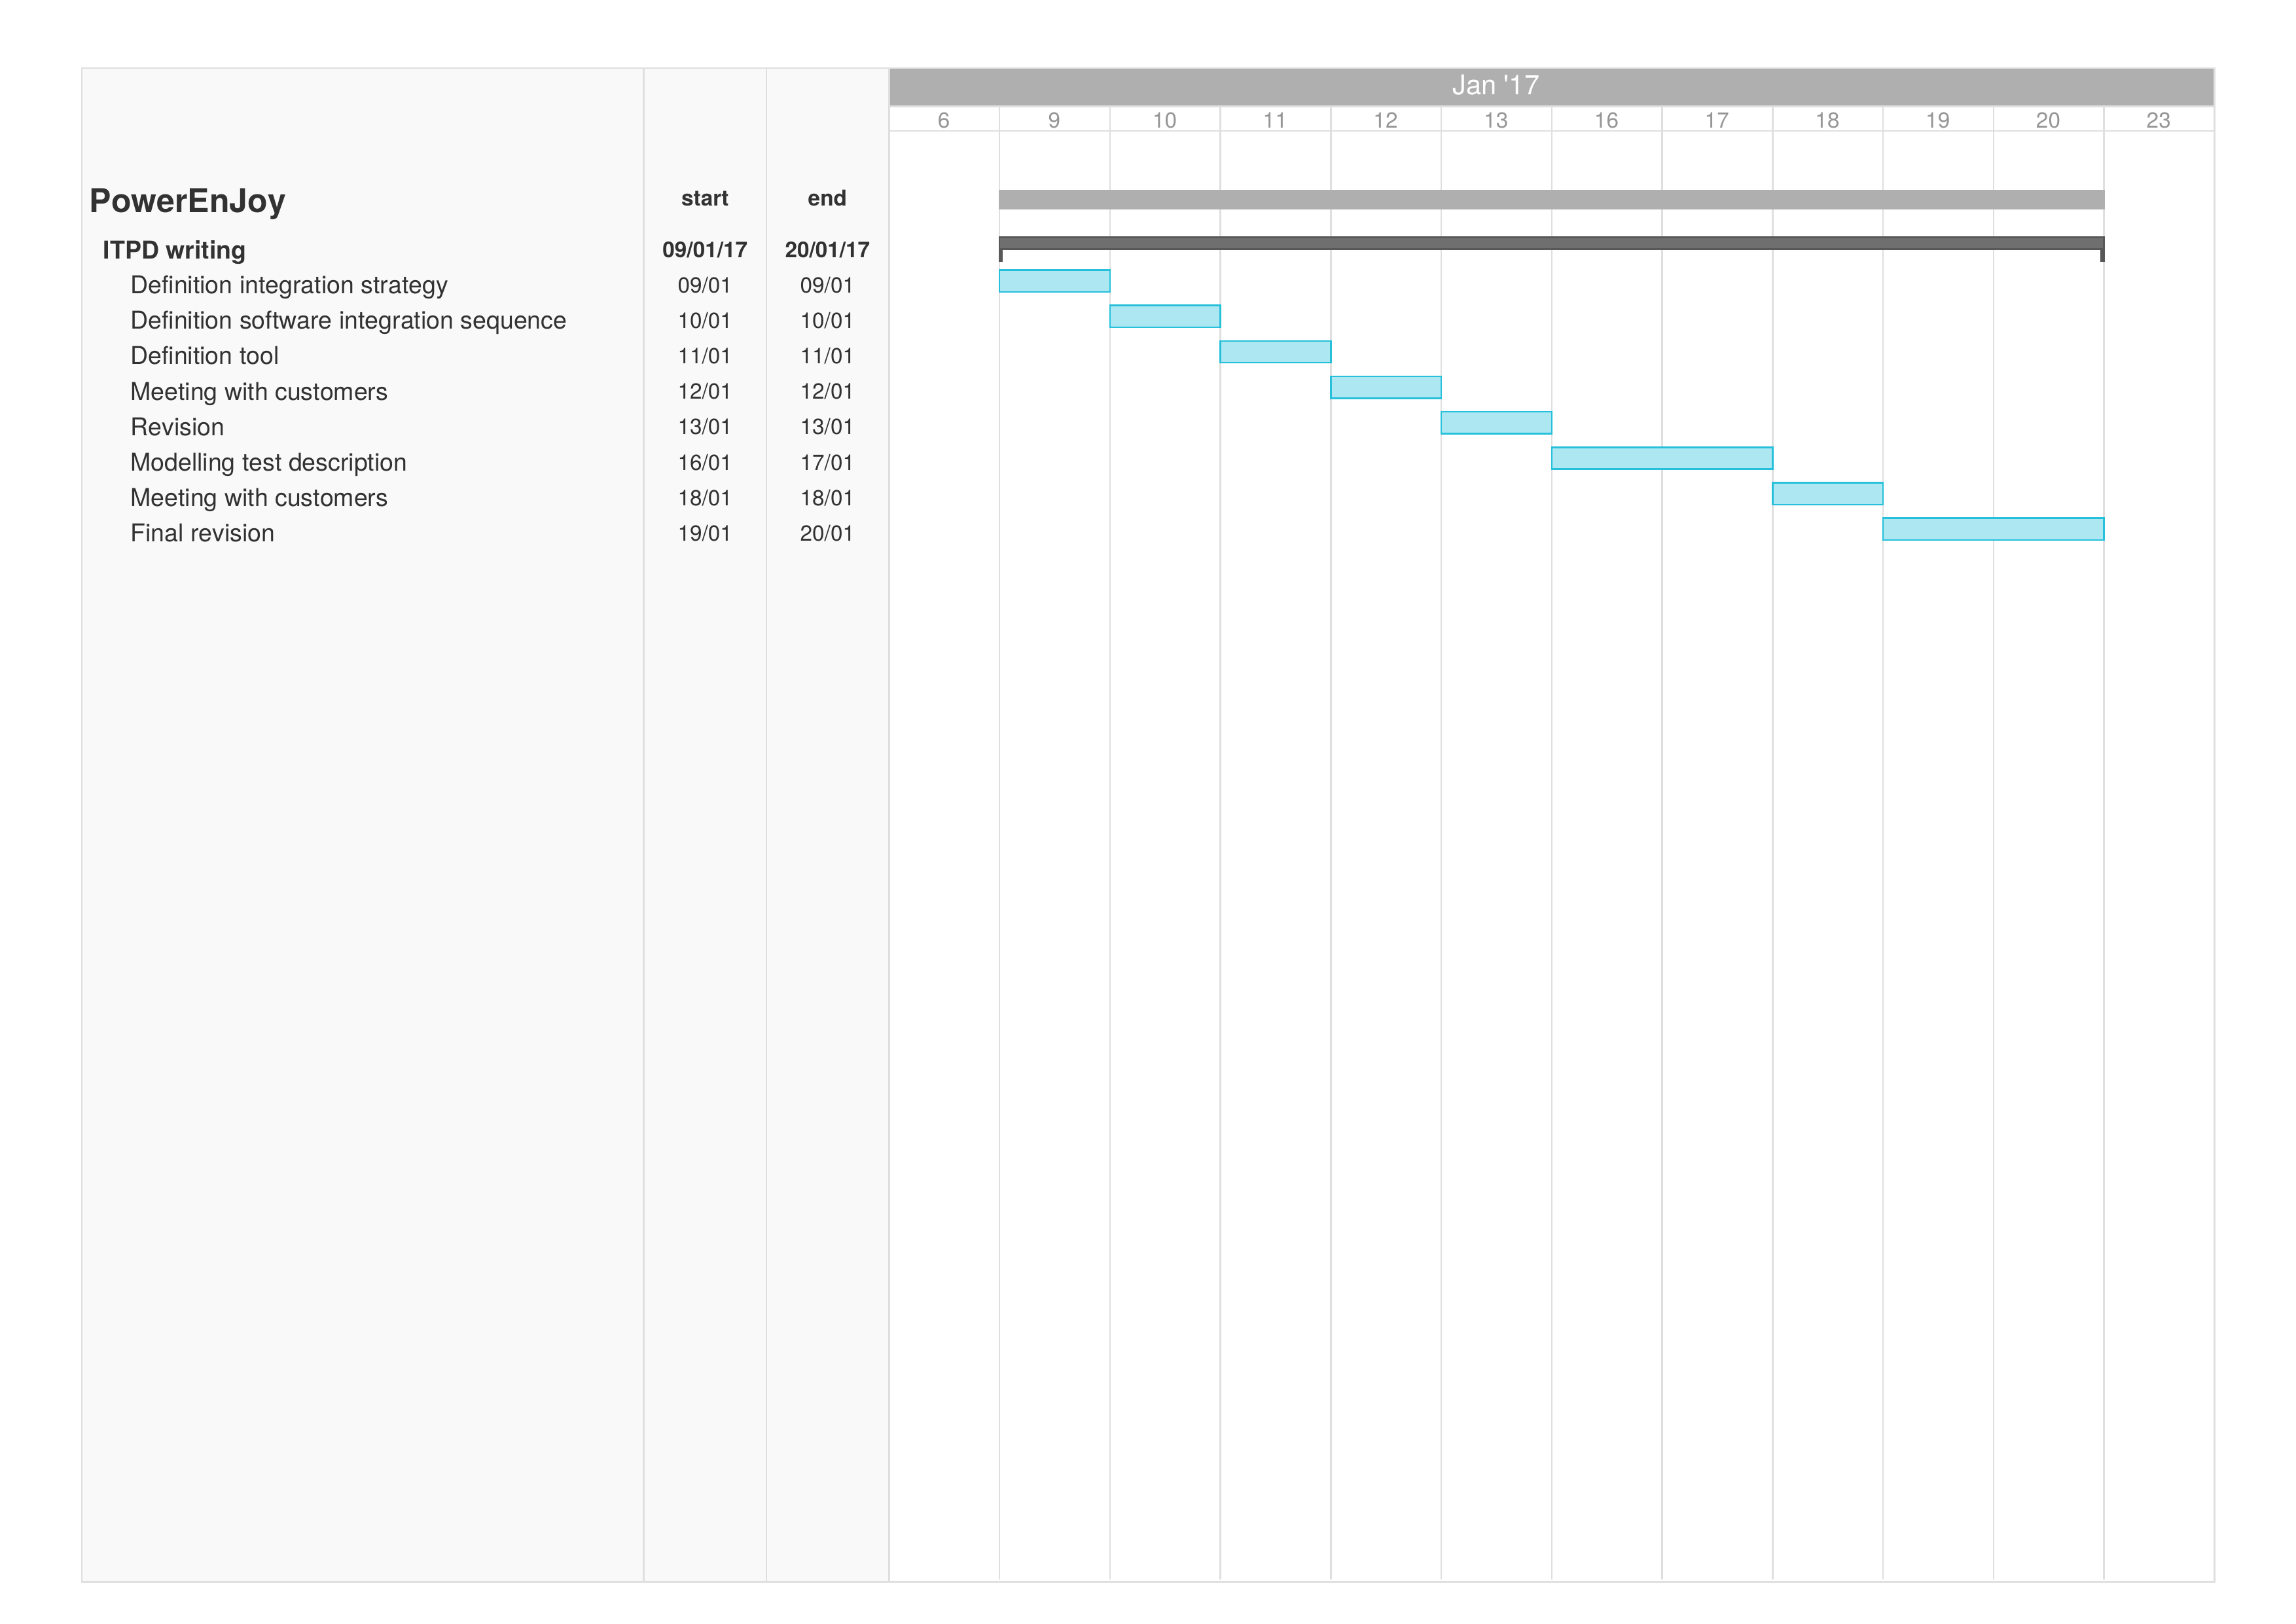 Jan '17
6 9 10 11 12 13 16 17 18 19 20 23
PowerEnJoy start end
ITPD writing 09/01/17 20/01/17
Definition integration strategy 09/01 09/01
Definition software integration sequence 10/01 10/01
Definition tool 11/01 11/01
Meeting with customers 12/01 12/01
Revision 13/01 13/01
Modelling test description 16/01 17/01
Meeting with customers 18/01 18/01
Final revision 19/01 20/01